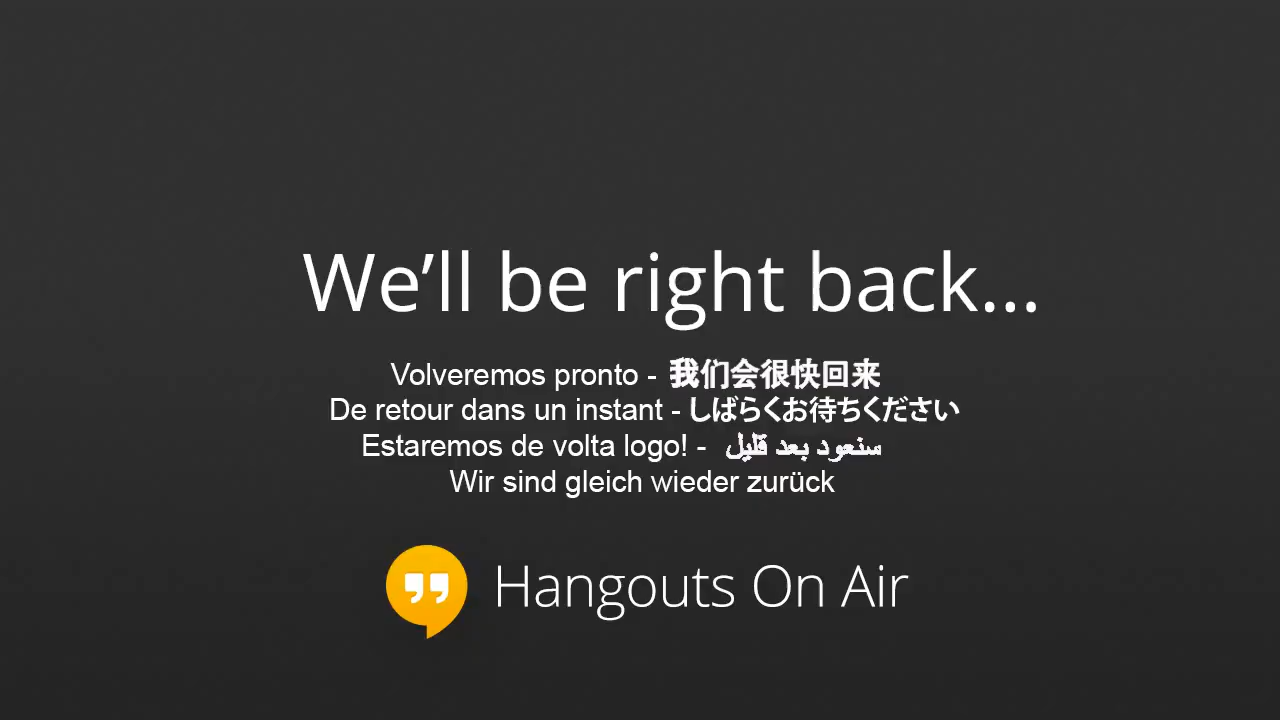 We'll be right back...
Volveremos pronto - 我们会很快回来
De retour dans un instant - しばらくお待ちください
Estaremos de volta logo! - سنعود بعد قليل
Wir sind gleich wieder zurück
Hangouts On Air